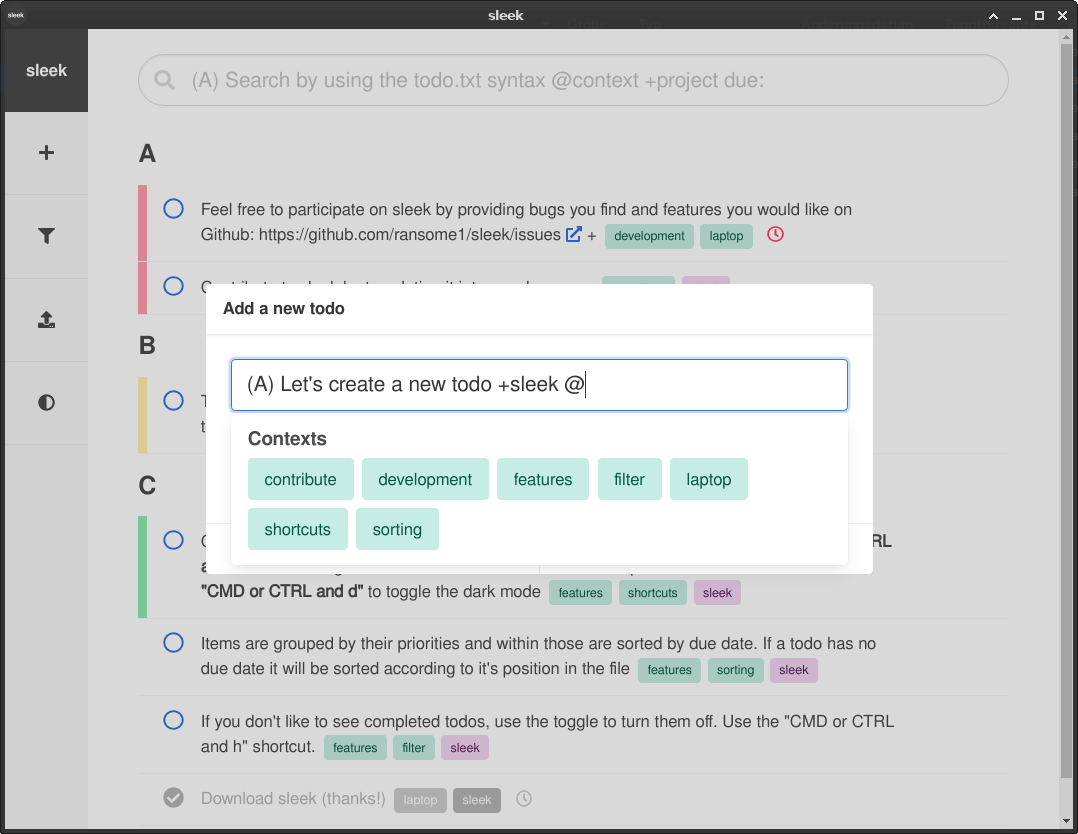 sleek
sleek
sleek
(A) Search by using the todo.txt syntax @context +project due:
A
Feel free to participate on sleek by providing bugs you find and features you would like on
Github: https://github.com/ransome1/sleek/issues + development laptop
Add a new todo
B
(A) Let's create a new todo +sleek @
Contexts
contribute development features filter laptop
C
shortcuts sorting
RL
"CMD or CTRL and d" to toggle the dark mode features shortcuts sleek
Items are grouped by their priorities and within those are sorted by due date. If a todo has no
due date it will be sorted according to it's position in the file features sorting sleek
If you don't like to see completed todos, use the toggle to turn them off. Use the "CMD or CTRL
and h" shortcut. features filter sleek
Download sleek (thanks!) laptop sleek